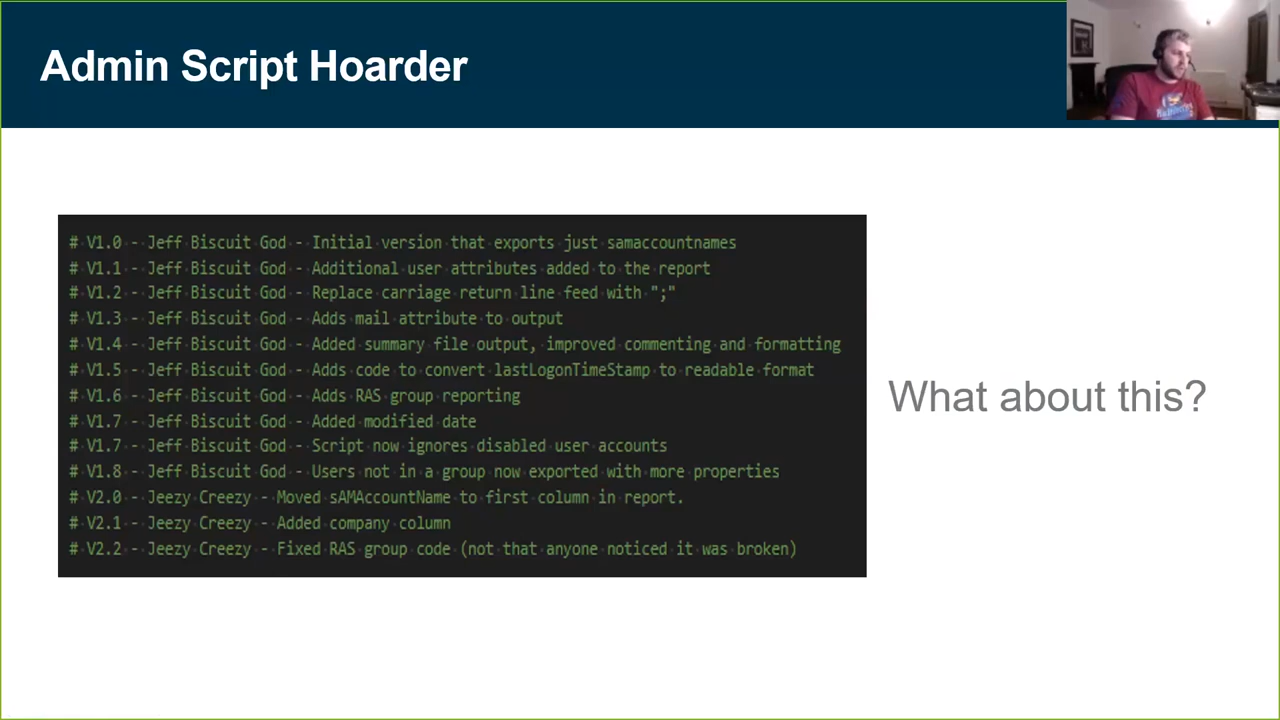 Admin Script Hoarder
# V1.0 - Jeff Biscuit God - Initial version that exports just samaccountnames
# V1.1 - Jeff Biscuit God - Additional user attributes added to the report
# V1.2 - Jeff Biscuit God - Replace carriage return line feed with ";"
# V1.3 - Jeff Biscuit God - Adds mail attribute to output
# V1.4 - Jeff Biscuit God - Added summary file output, improved commenting and formatting
# V1.5 - Jeff Biscuit God - Adds code to convert lastLogonTimeStamp to readable format
# V1.6 - Jeff Biscuit God - Adds RAS group reporting
# V1.7 - Jeff Biscuit God - Added modified date
# V1.7 - Jeff Biscuit God - Script now ignores disabled user accounts
# V1.8 - Jeff Biscuit God - Users not in a group now exported with more properties
# V2.0 - Jeezy Creezy - Moved sAMAccountName to first column in report.
# V2.1 - Jeezy Creezy - Added company column
# V2.2 - Jeezy Creezy - Fixed RAS group code (not that anyone noticed it was broken)
What about this?